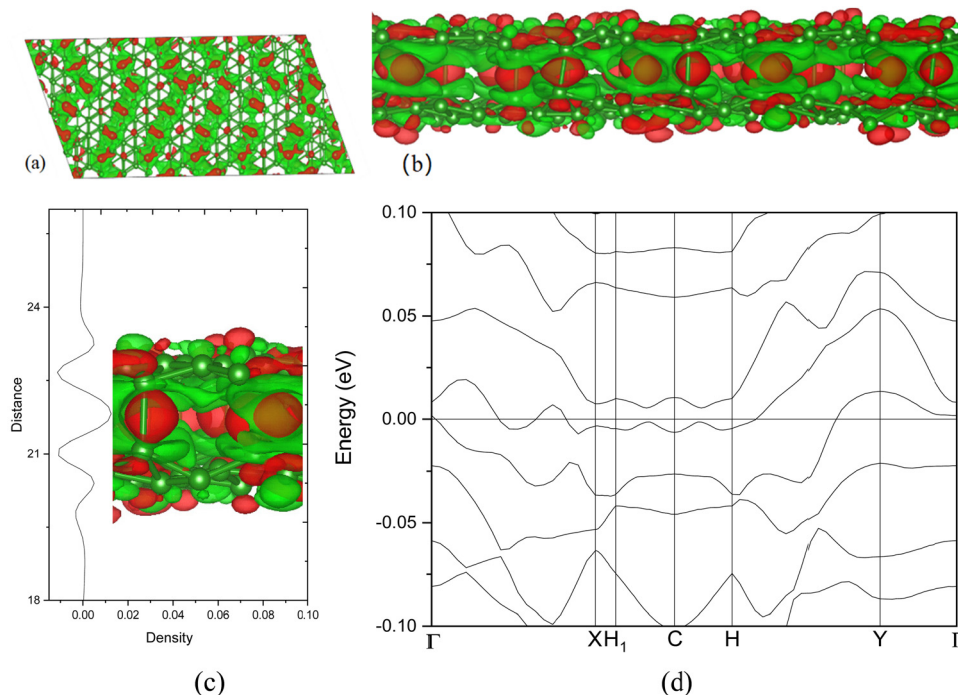 (a)
(b)
Distance
24
21
18
0.00 0.02 0.04 0.06 0.08 0.10
Density
(c)
Energy (eV)
0.10
0.05
0.00
-0.05
-0.10
Γ X H₁ C H Y Γ
(d)